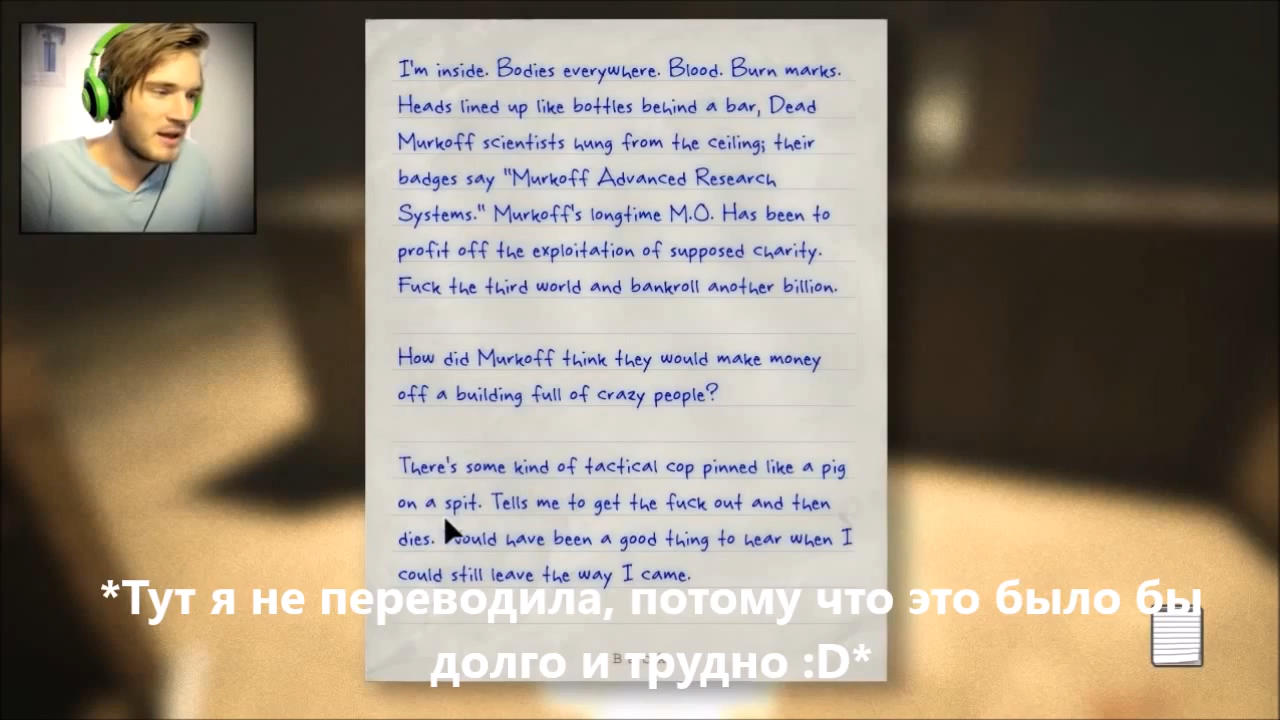 I'm inside. Bodies everywhere. Blood. Burn marks.
Heads lined up like bottles behind a bar, Dead
Murkoff scientists hung from the ceiling; their
badges say "Murkoff Advanced Research
Systems." Murkoff's longtime M.O. Has been to
profit off the exploitation of supposed charity.
Fuck the third world and bankroll another billion.
How did Murkoff think they would make money
off a building full of crazy people?
There's some kind of tactical cop pinned like a pig
on a spit. Tells me to get the fuck out and then
dies. would have been a good thing to hear when I
could still leave the way I came.
*Тут я не переводила, потому что это было бы
долго и трудно :D*